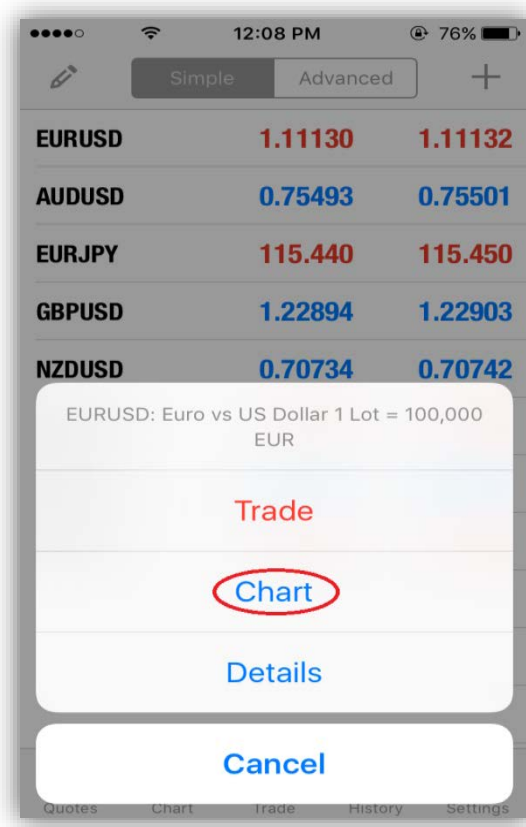 12:08 PM 76%
Simple Advanced
EURUSD 1.11130 1.11132
AUDUSD 0.75493 0.75501
EURJPY 115.440 115.450
GBPUSD 1.22894 1.22903
NZDUSD 0.70734 0.70742
EURUSD: Euro vs US Dollar 1 Lot = 100,000
EUR
Trade
Chart
Details
Cancel
Quotes Chart Trade History Settings